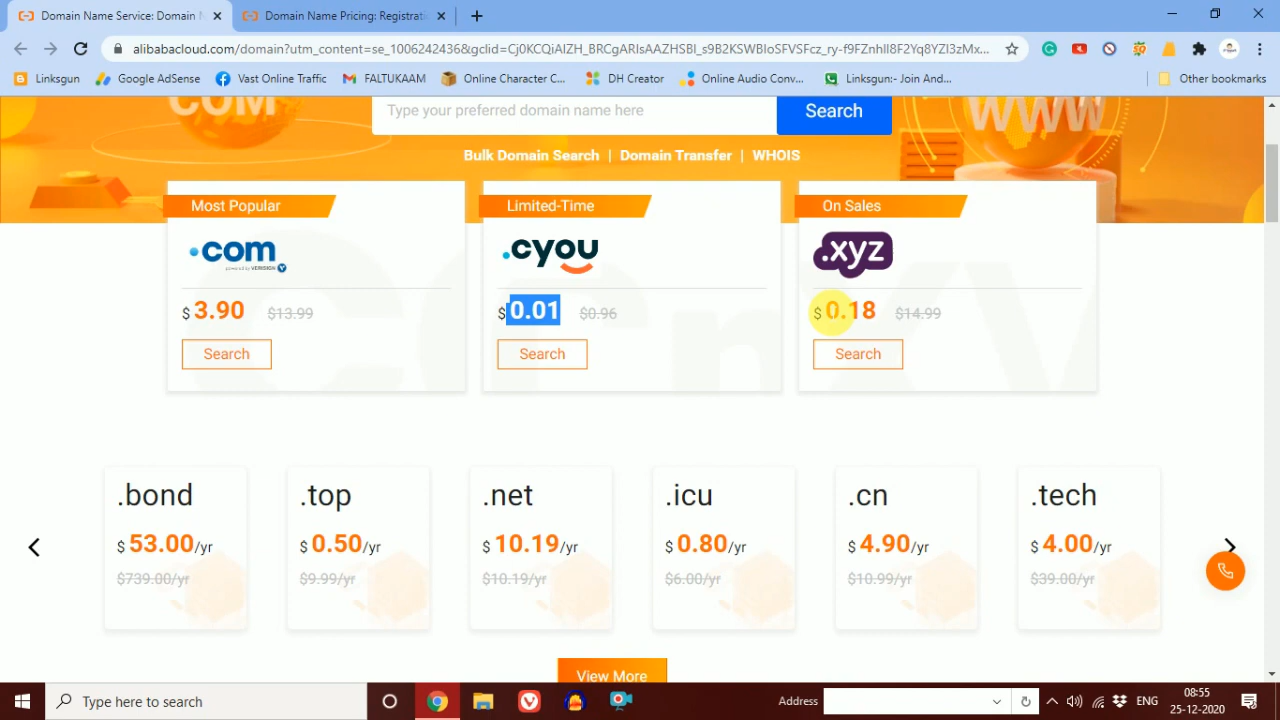 Domain Name Service: Domain N
Domain Name Pricing: Registrati
alibabacloud.com/domain?utm_content=se_1006242436&gclid=Cj0KCQiAIZH_BRCgARIsAAZHSBl_s9B2KSWBIoSFVSFcz_ry-f9FZnhlI8F2Yq8YZI3zMx...
Linksgun
Google AdSense
Vast Online Traffic
FALTUKAAM
Online Character C...
DH Creator
Online Audio Conv...
Linksgun:- Join And...
Other bookmarks
COM
Type your preferred domain name here
Search
WWW
Bulk Domain Search | Domain Transfer | WHOIS
Most Popular
.com
powered by VERISIGN
$ 3.90 $13.99
Search
Limited-Time
.cyou
$ 0.01 $0.96
Search
On Sales
.xyz
$ 0.18 $14.99
Search
.bond
$ 53.00/yr
$739.00/yr
.top
$ 0.50/yr
$9.99/yr
.net
$ 10.19/yr
$10.19/yr
.icu
$ 0.80/yr
$6.00/yr
.cn
$ 4.90/yr
$10.99/yr
.tech
$ 4.00/yr
$39.00/yr
View More
Type here to search
Address
ENG
08:55
25-12-2020